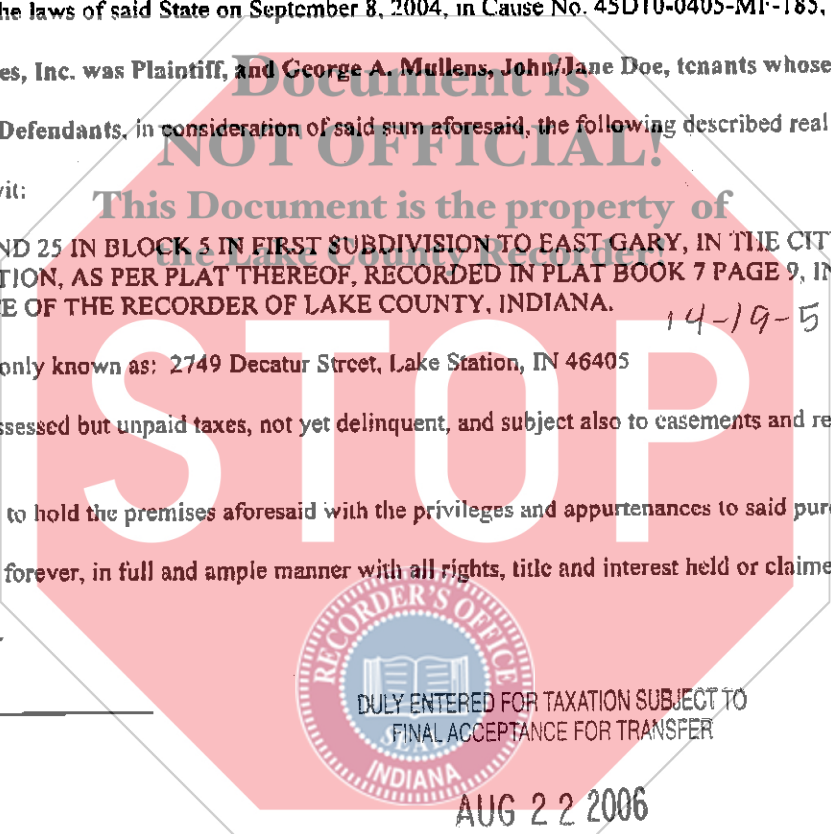 he laws of said State on September 8, 2004, in Cause No. 45D10-0405-MF-185,
es, Inc. was Plaintiff, and George A. Mullens, John/Jane Doe, tenants whose
Document is
Defendants, in consideration of said sum aforesaid, the following described real
NOT OFFICIAL!
vit:
This Document is the property of
ND 25 IN BLOCK 5 IN FIRST SUBDIVISION TO EAST GARY, IN THE CIT
the Lake County Recorder!
TION, AS PER PLAT THEREOF, RECORDED IN PLAT BOOK 7 PAGE 9, IN
E OF THE RECORDER OF LAKE COUNTY, INDIANA.
14-19-5
only known as: 2749 Decatur Street, Lake Station, IN 46405
ssessed but unpaid taxes, not yet delinquent, and subject also to easements and re
STOP
to hold the premises aforesaid with the privileges and appurtenances to said pur
forever, in full and ample manner with all rights, title and interest held or claime
RECORDER'S OFFICE
SEAL
INDIANA
DULY ENTERED FOR TAXATION SUBJECT TO
FINAL ACCEPTANCE FOR TRANSFER
AUG 22 2006